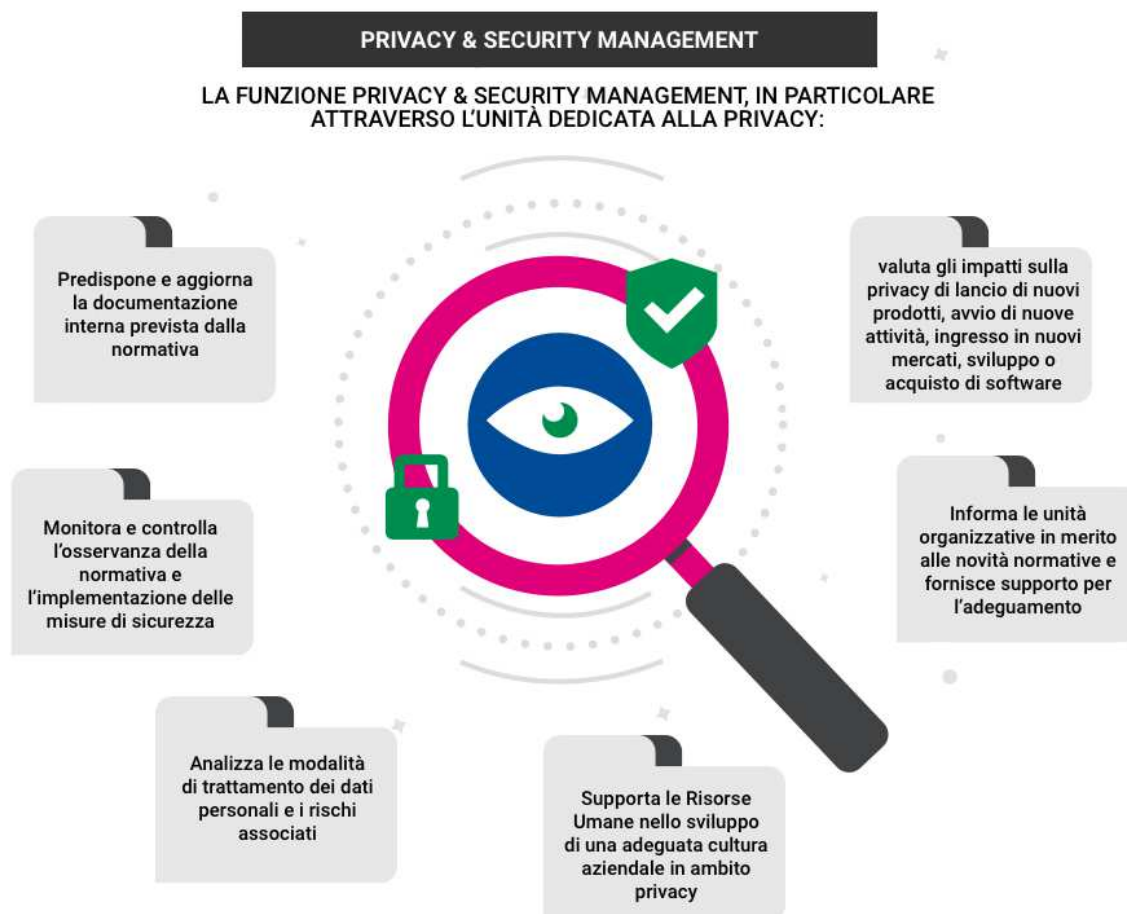 PRIVACY & SECURITY MANAGEMENT
LA FUNZIONE PRIVACY & SECURITY MANAGEMENT, IN PARTICOLARE
ATTRAVERSO L'UNITÀ DEDICATA ALLA PRIVACY:
Predispone e aggiorna
la documentazione
interna prevista dalla
normativa
valuta gli impatti sulla
privacy di lancio di nuovi
prodotti, avvio di nuove
attività, ingresso in nuovi
mercati, sviluppo o
acquisto di software
Monitora e controlla
l'osservanza della
normativa e
l'implementazione delle
misure di sicurezza
Informa le unità
organizzative in merito
alle novità normative e
fornisce supporto per
l'adeguamento
Analizza le modalità
di trattamento dei dati
personali e i rischi
associati
Supporta le Risorse
Umane nello sviluppo
di una adeguata cultura
aziendale in ambito
privacy